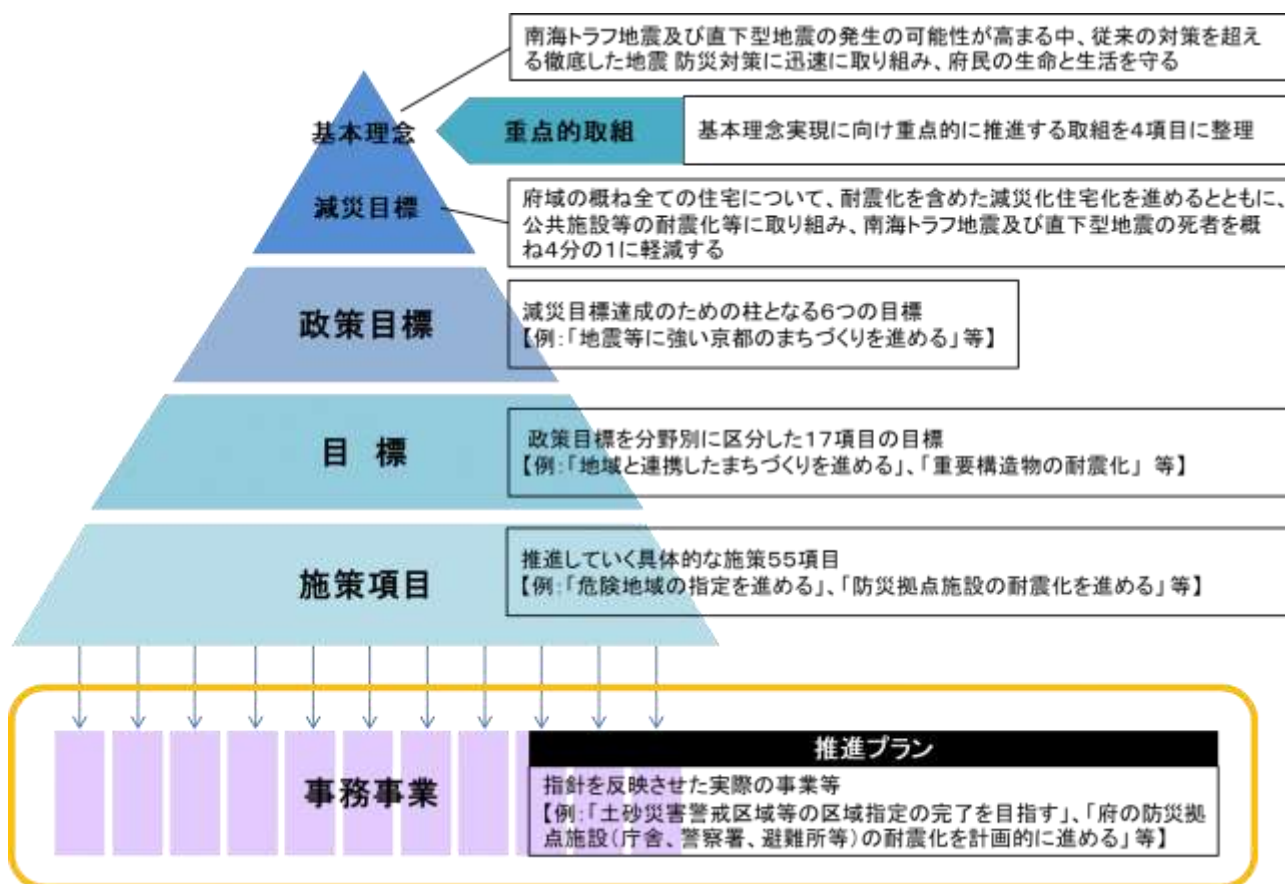 南海トラフ地震及び直下型地震の発生の可能性が高まる中、従来の対策を超え
る徹底した地震 防災対策に迅速に取り組み、府民の生命と生活を守る
基本理念
重点的取組
基本理念実現に向け重点的に推進する取組を4項目に整理
減災目標
府域の概ね全ての住宅について、耐震化を含めた減災化住宅化を進めるとともに、
公共施設等の耐震化等に取り組み、南海トラフ地震及び直下型地震の死者を概
ね4分の1に軽減する
政策目標
減災目標達成のための柱となる6つの目標
【例:「地震等に強い京都のまちづくりを進める」等】
目 標
政策目標を分野別に区分した17項目の目標
【例:「地域と連携したまちづくりを進める」、「重要構造物の耐震化」 等】
施策項目
推進していく具体的な施策55項目
【例:「危険地域の指定を進める」、「防災拠点施設の耐震化を進める」等】
事務事業
推進プラン
指針を反映させた実際の事業等
【例:「土砂災害警戒区域等の区域指定の完了を目指す」、「府の防災拠
点施設(庁舎、警察署、避難所等)の耐震化を計画的に進める」等】